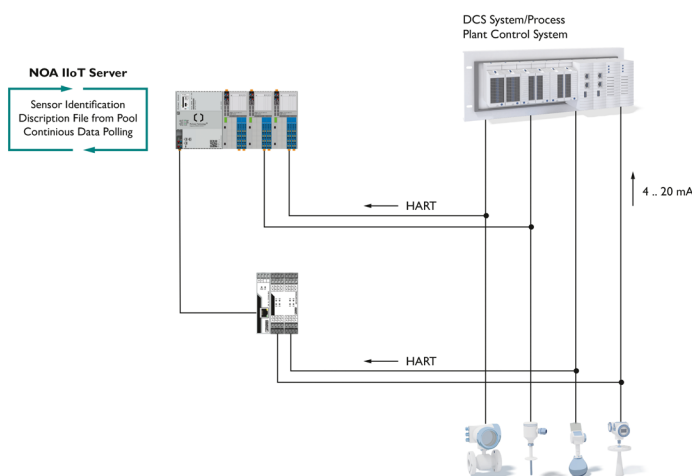 DCS System/Process
Plant Control System
NOA IIoT Server
Sensor Identification
Discription File from Pool
Continious Data Polling
4 .. 20 mA
HART
HART